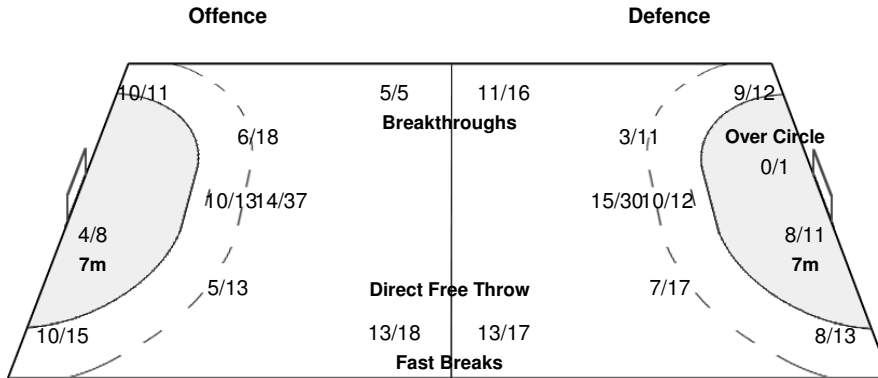 Offence Defence
10/11 5/5 11/16 9/12
Breakthroughs
6/18 3/11 Over Circle
0/1
10/13 14/37 15/30 10/12
4/8 8/11
7m 7m
5/13 Direct Free Throw 7/17
10/15 13/18 13/17 8/13
Fast Breaks